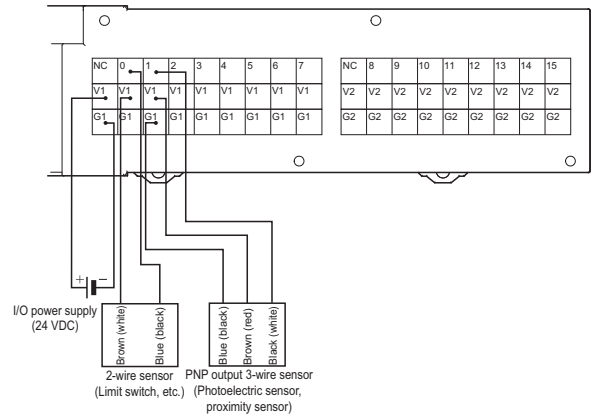 NC 0 1 2 3 4 5 6 7 NC 8 9 10 11 12 13 14 15
V1 V1 V1 V1 V1 V1 V1 V1 V1 V2 V2 V2 V2 V2 V2 V2 V2 V2
G1 G1 G1 G1 G1 G1 G1 G1 G1 G2 G2 G2 G2 G2 G2 G2 G2 G2
+ −
I/O power supply
(24 VDC)
Brown (white)
Blue (black)
Blue (black)
Brown (red)
Black (white)
2-wire sensor
(Limit switch, etc.)
PNP output 3-wire sensor
(Photoelectric sensor,
proximity sensor)